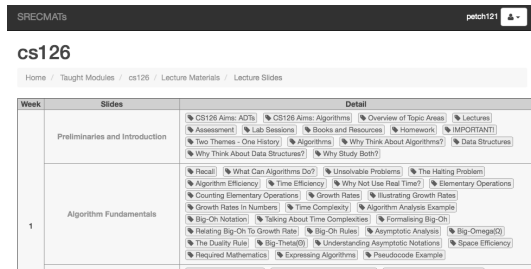 SRECMATs
petch121
cs126
Home / Taught Modules / cs126 / Lecture Materials / Lecture Slides
Week Slides Detail
1
Preliminaries and Introduction
CS126 Aims: ADTs CS126 Aims: Algorithms Overview of Topic Areas Lectures
Assessment Lab Sessions Books and Resources Homework IMPORTANT!
Two Themes - One History Algorithms Why Think About Algorithms? Data Structures
Why Think About Data Structures? Why Study Both?
Algorithm Fundamentals
Recall What Can Algorithms Do? Unsolvable Problems The Halting Problem
Algorithm Efficiency Time Efficiency Why Not Use Real Time? Elementary Operations
Counting Elementary Operations Growth Rates Illustrating Growth Rates
Growth Rates In Numbers Time Complexity Algorithm Analysis Example
Big-Oh Notation Talking About Time Complexities Formalising Big-Oh
Relating Big-Oh To Growth Rate Big-Oh Rules Asymptotic Analysis Big-Omega(Ω)
The Duality Rule Big-Theta(Θ) Understanding Asymptotic Notations Space Efficiency
Required Mathematics Expressing Algorithms Pseudocode Example